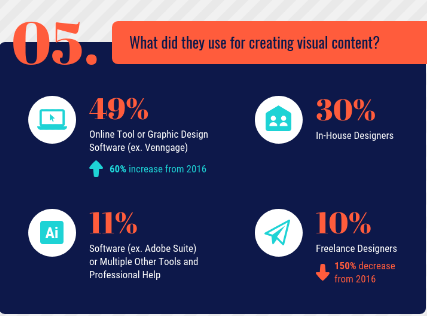 05.
What did they use for creating visual content?
49%
Online Tool or Graphic Design
Software (ex. Venngage)
60% increase from 2016
30%
In-House Designers
Ai
11%
Software (ex. Adobe Suite)
or Multiple Other Tools and
Professional Help
10%
Freelance Designers
150% decrease
from 2016